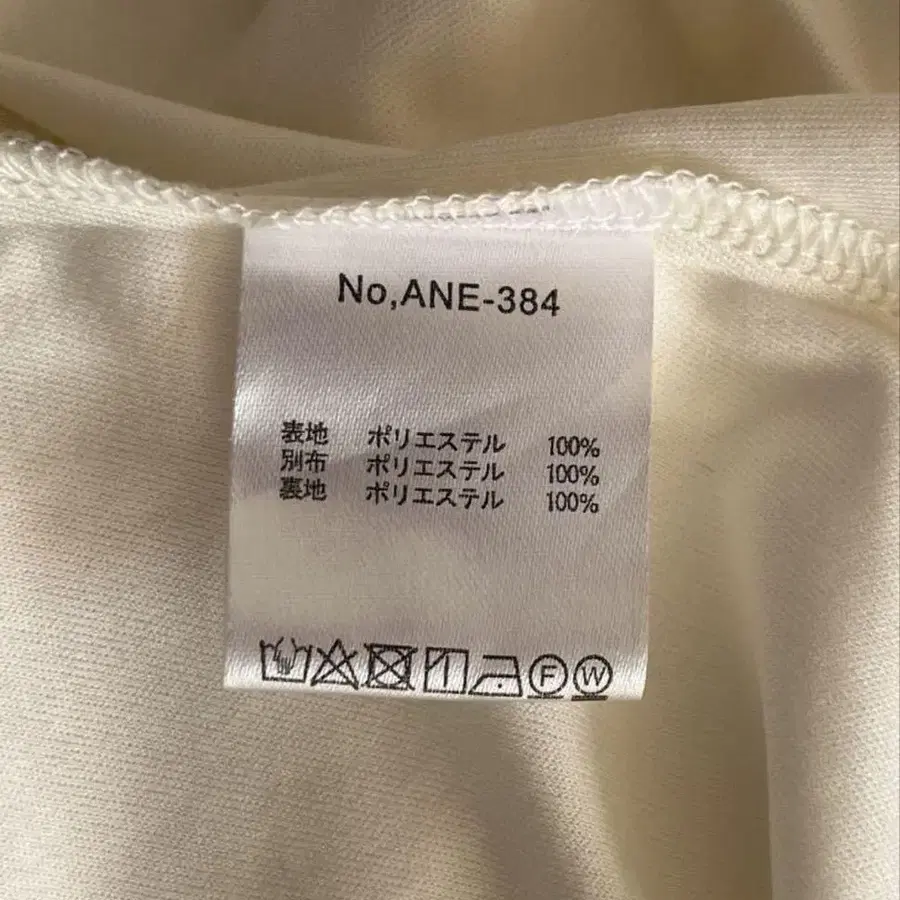 No,ANE-384
表地 ポリエステル 100%
別布 ポリエステル 100%
裏地 ポリエステル 100%
F W